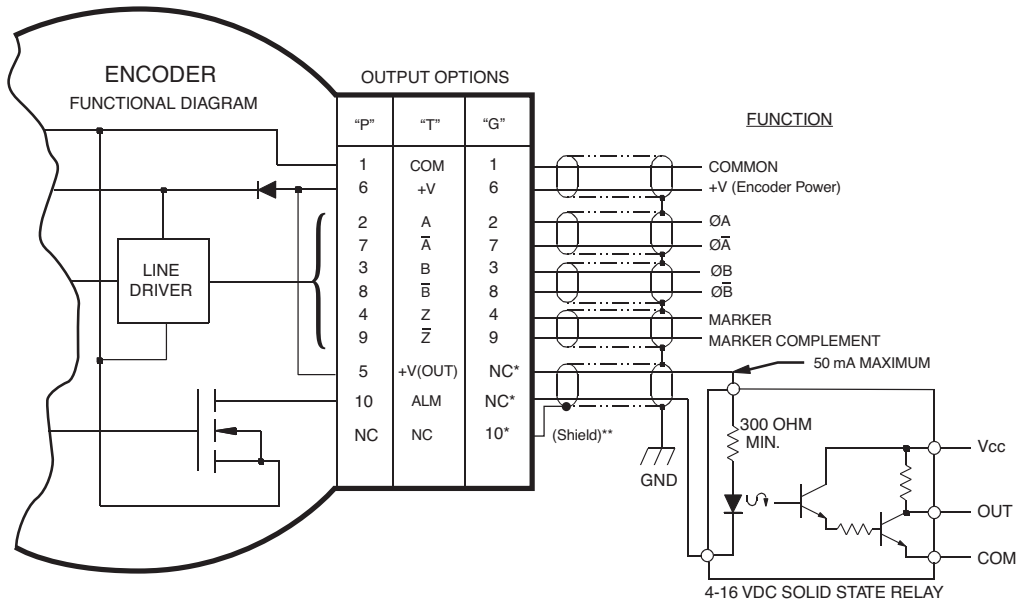 ENCODER
FUNCTIONAL DIAGRAM
OUTPUT OPTIONS
FUNCTION
"P" "T" "G"
1 COM 1 COMMON
6 +V 6 +V (Encoder Power)
2 A 2 ØA
7 A̅ 7 ØA̅
3 B 3 ØB
8 B̅ 8 ØB̅
4 Z 4 MARKER
9 Z̅ 9 MARKER COMPLEMENT
5 +V(OUT) NC*
10 ALM NC*
NC NC 10* (Shield)**
LINE
DRIVER
50 mA MAXIMUM
GND
300 OHM
MIN.
Vcc
OUT
COM
4-16 VDC SOLID STATE RELAY